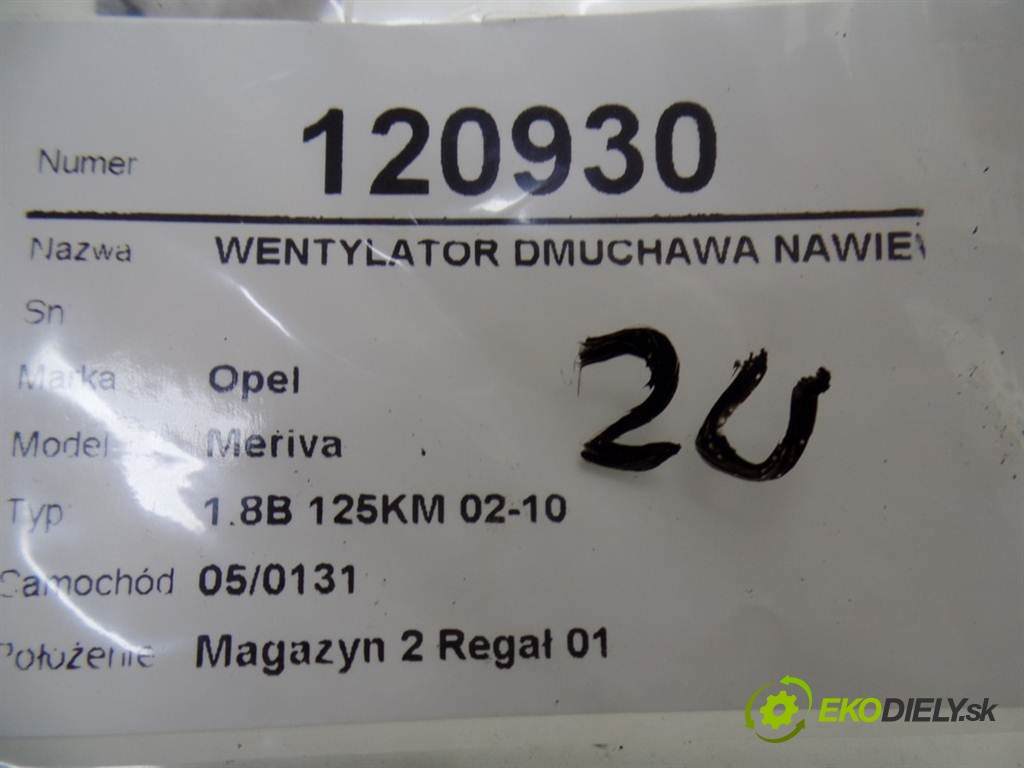 Numer 120930
Nazwa WENTYLATOR DMUCHAWA NAWIEW
Sn
Marka Opel
20
Model Meriva
Typ 1.8B 125KM 02-10
Samochód 05/0131
Położenie Magazyn 2 Regał 01
EKODIELY.sk